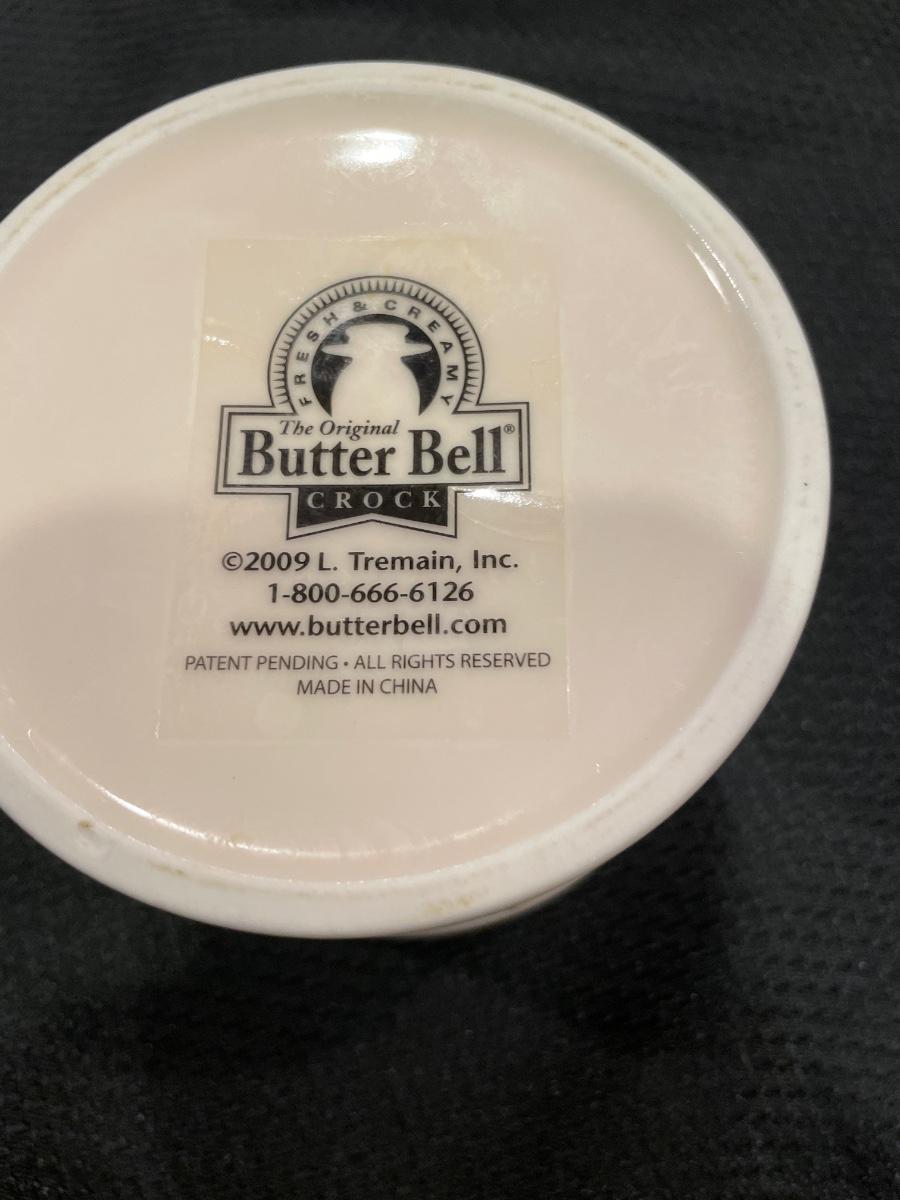 FRESH & CREAMY
The Original
Butter Bell®
CROCK
©2009 L. Tremain, Inc.
1-800-666-6126
www.butterbell.com
PATENT PENDING • ALL RIGHTS RESERVED
MADE IN CHINA